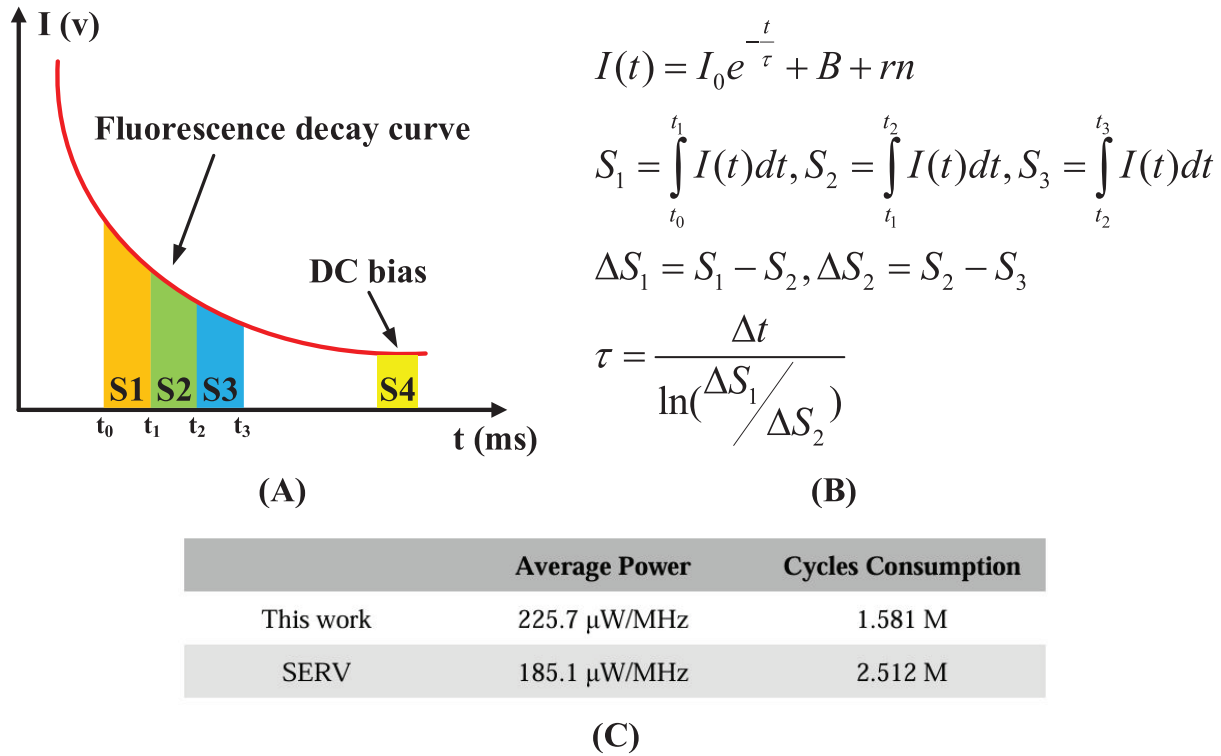 I (v)
Fluorescence decay curve
DC bias
S1 S2 S3 S4
t₀ t₁ t₂ t₃
t (ms)
(A)
I(t) = I₀e^(-t/τ) + B + rn
S₁ = ∫_{t₀}^{t₁} I(t)dt, S₂ = ∫_{t₁}^{t₂} I(t)dt, S₃ = ∫_{t₂}^{t₃} I(t)dt
ΔS₁ = S₁ − S₂, ΔS₂ = S₂ − S₃
τ = Δt / ln(ΔS₁/ΔS₂)
(B)
Average Power Cycles Consumption
This work 225.7 μW/MHz 1.581 M
SERV 185.1 μW/MHz 2.512 M
(C)